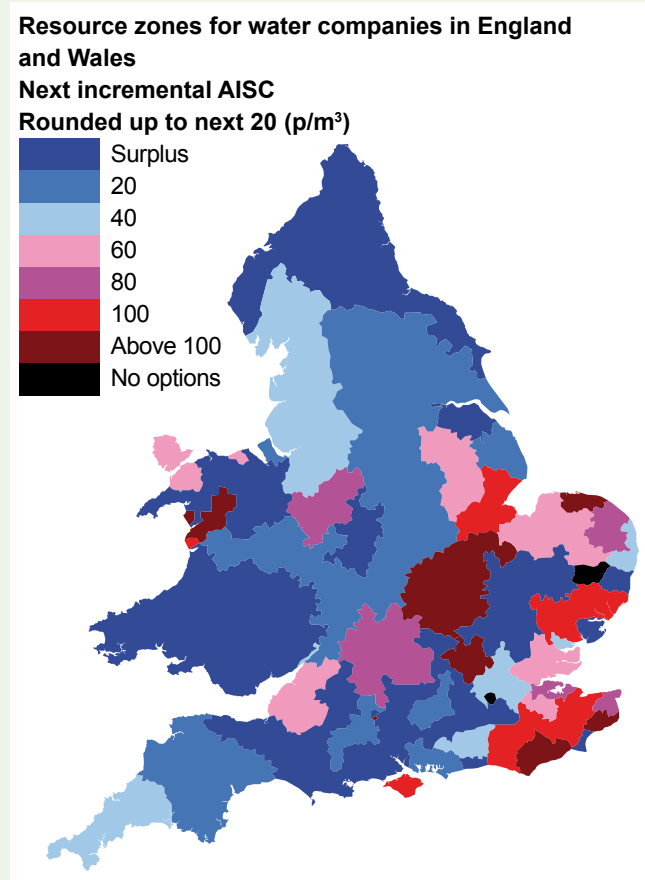 Resource zones for water companies in England
and Wales
Next incremental AISC
Rounded up to next 20 (p/m³)
Surplus
20
40
60
80
100
Above 100
No options